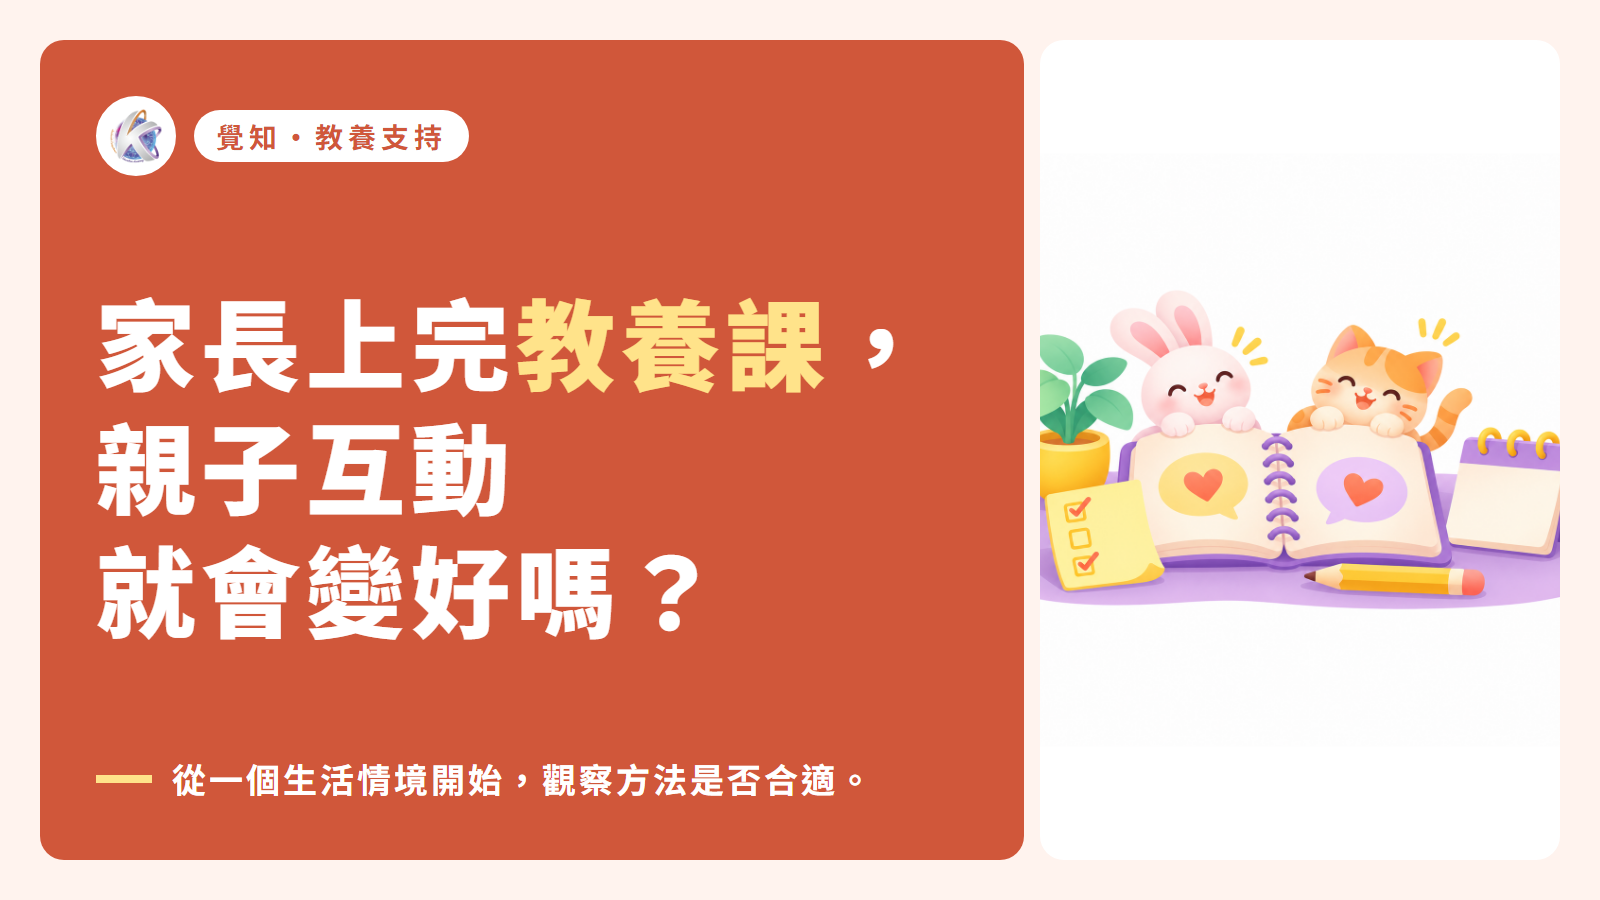 覺知・教養支持
家長上完教養課，
親子互動
就會變好嗎？
從一個生活情境開始，觀察方法是否合適。